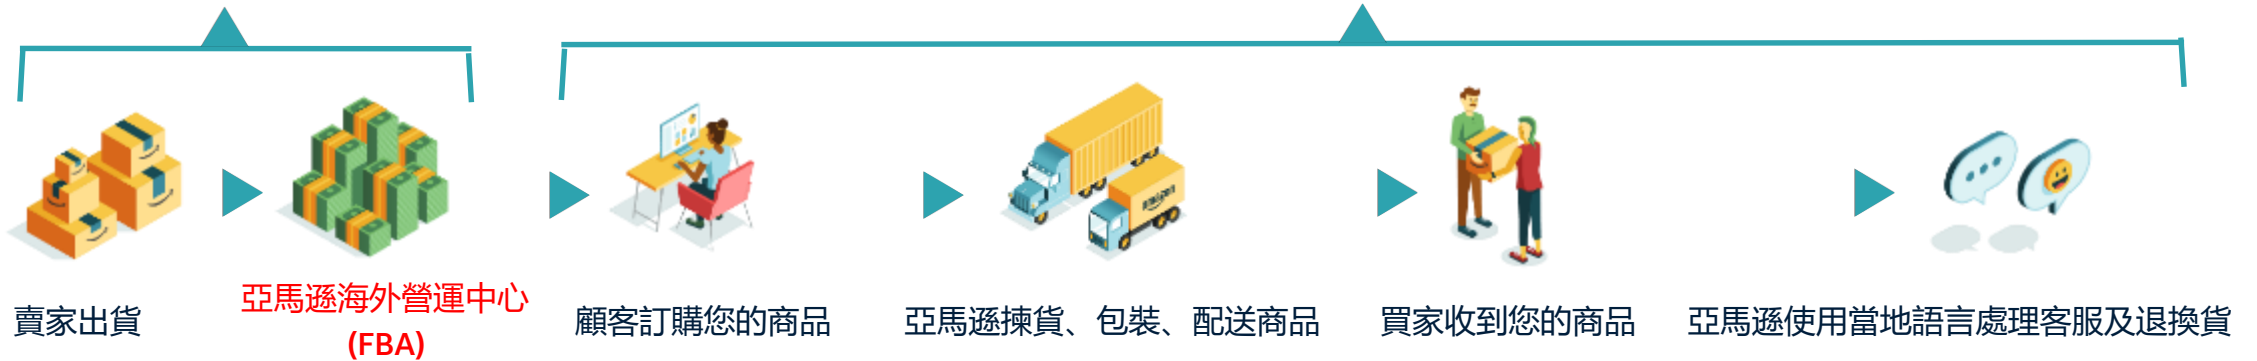 賣家出貨
亞馬遜海外營運中心
(FBA)
顧客訂購您的商品
亞馬遜揀貨、包裝、配送商品
amazon
買家收到您的商品
亞馬遜使用當地語言處理客服及退換貨